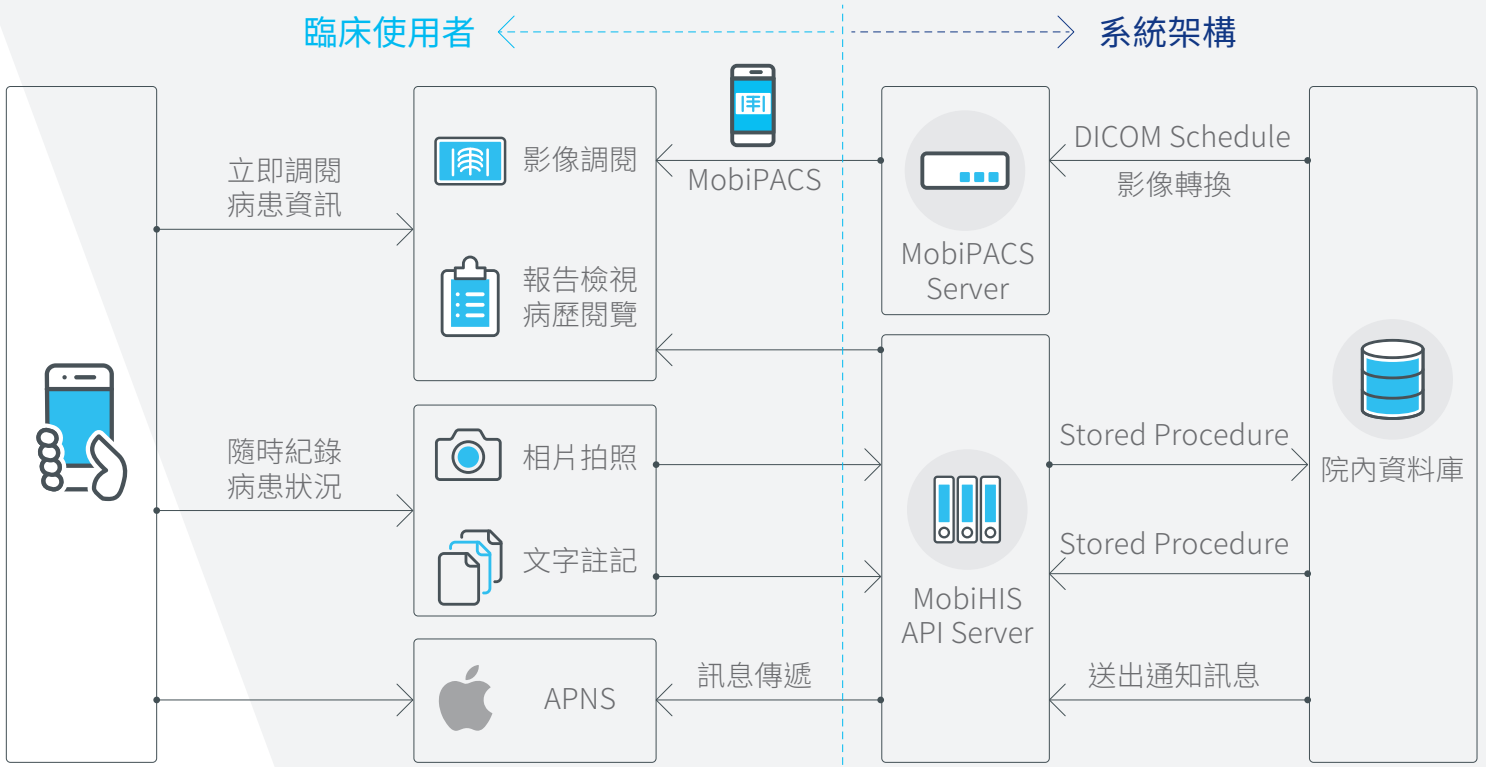 臨床使用者
系統架構
立即調閱
病患資訊
影像調閱
MobiPACS
DICOM Schedule
影像轉換
MobiPACS
Server
報告檢視
病歷閱覽
隨時紀錄
病患狀況
相片拍照
文字註記
Stored Procedure
院內資料庫
Stored Procedure
MobiHIS
API Server
APNS
訊息傳遞
送出通知訊息